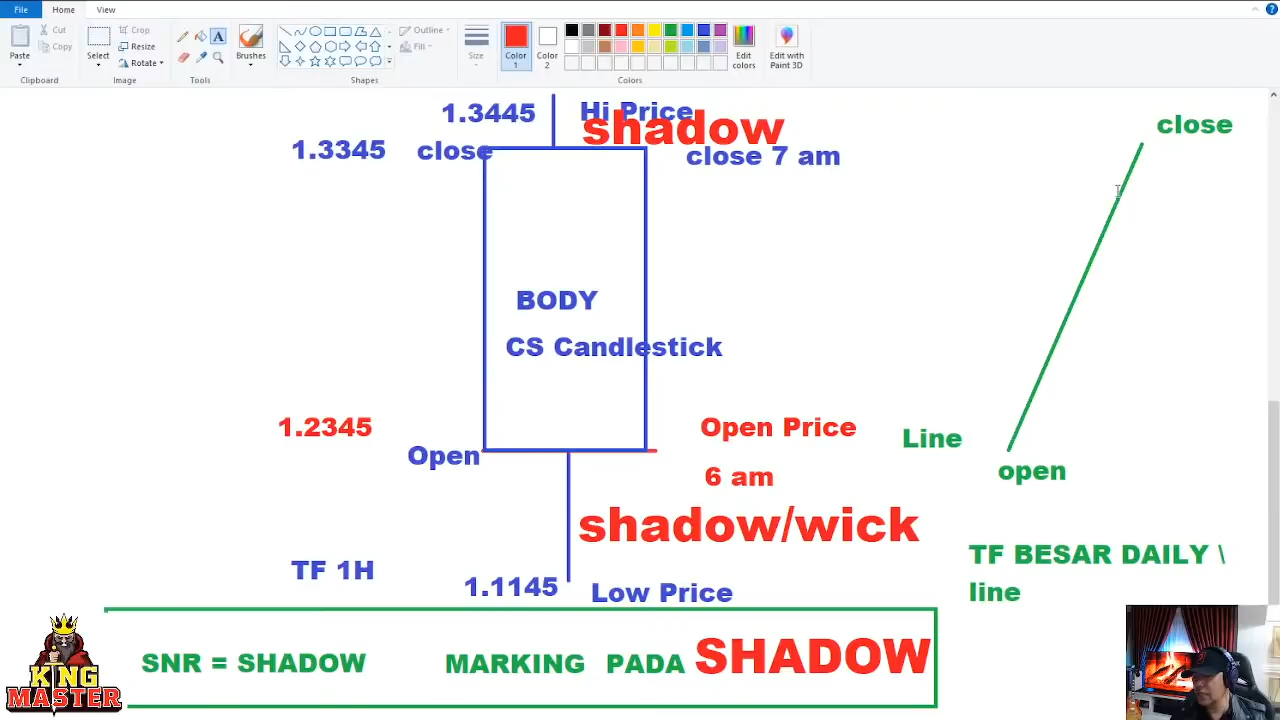 File Home View
Paste
Cut
Copy
Clipboard
Select
Crop
Resize
Rotate
Image
A
Tools
Brushes
Outline
Fill
Shapes
Size
Color
1
Color
2
Edit
colors
Edit with
Paint 3D
Colors
1.3445 Hi Price
shadow
1.3345 close
close 7 am
close
BODY
CS Candlestick
1.2345
Open Price
Open
6 am
Line
open
shadow/wick
TF 1H
1.1145
Low Price
TF BESAR DAILY \
line
SNR = SHADOW MARKING PADA SHADOW
KING
MASTER